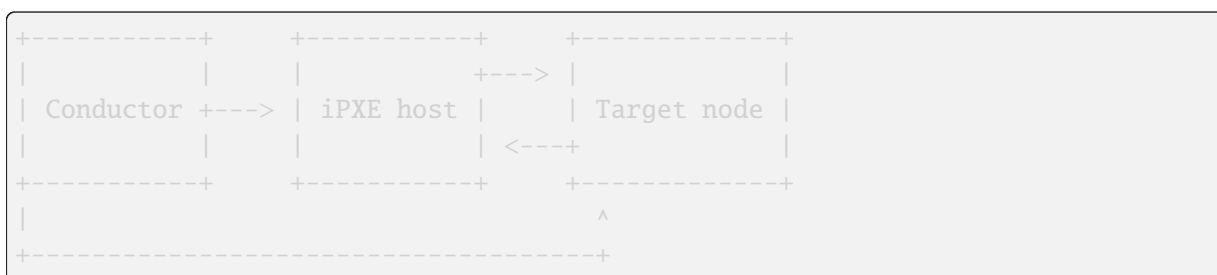 +-----------+      +-----------+      +-------------+
|           |      |           +---> |             |
| Conductor +---> | iPXE host |      | Target node |
|           |      |           | <---+             |
+-----------+      +-----------+      +-------------+
|                                       ^
+---------------------------------------+